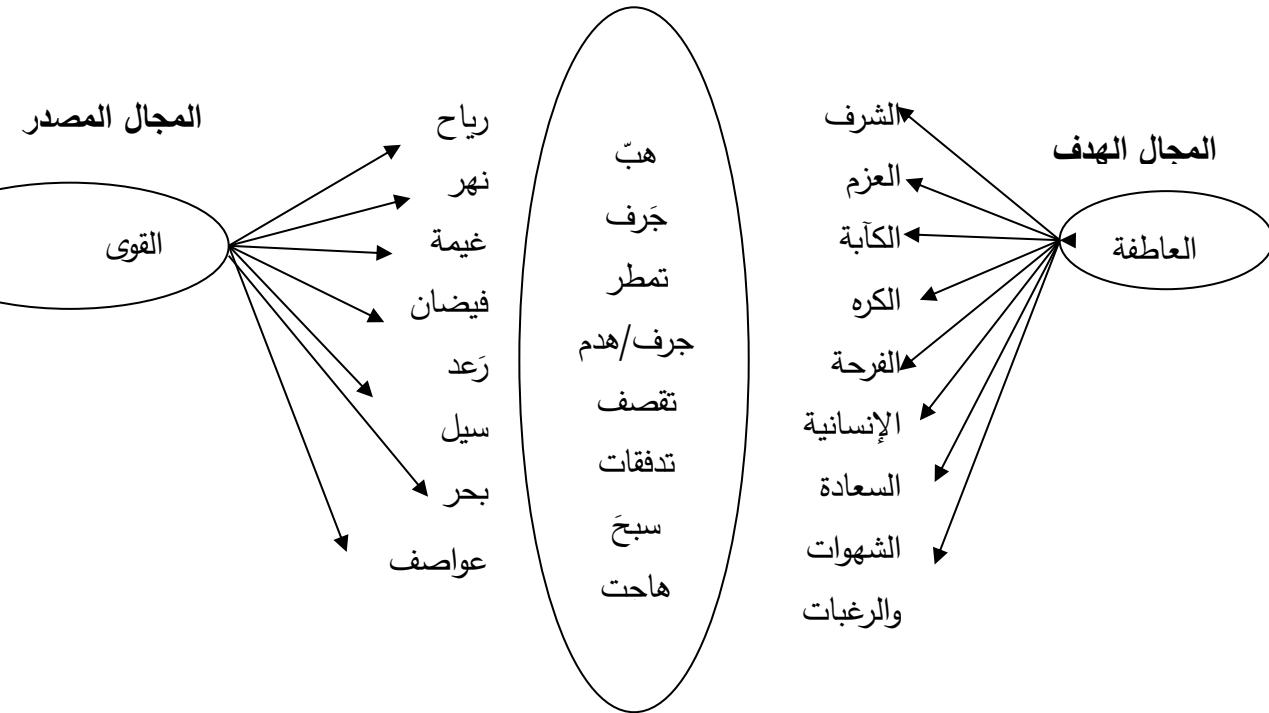 المجال الهدف
العاطفة
الشرف
العزم
الكآبة
الكره
الفرحة
الإنسانية
السعادة
الشهوات
والرغبات
هبّ
جَرف
تمطر
جرف/هدم
تقصف
تدفقات
سبحَ
هاجت
رياح
نهر
غيمة
فيضان
رَعد
سيل
بحر
عواصف
المجال المصدر
القوى